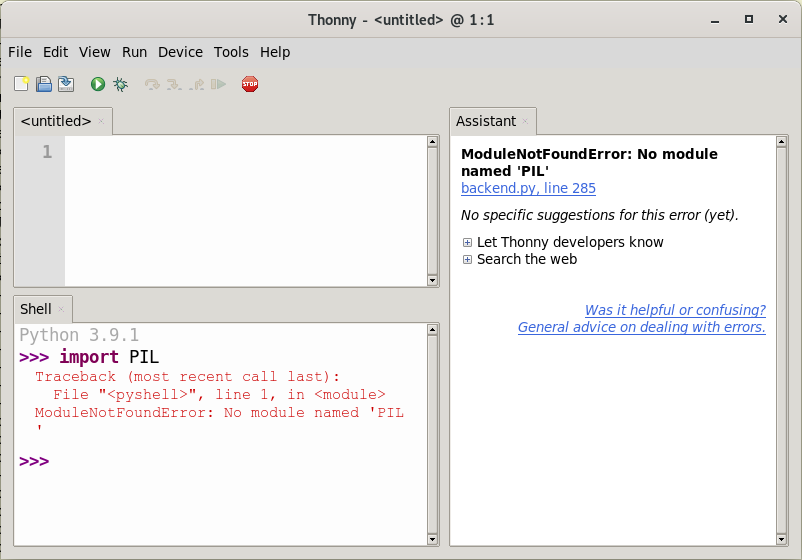 Thonny - <untitled> @ 1:1
File Edit View Run Device Tools Help
STOP
<untitled>
1
Assistant
ModuleNotFoundError: No module
named 'PIL'
backend.py, line 285
No specific suggestions for this error (yet).
Let Thonny developers know
Search the web
Was it helpful or confusing?
General advice on dealing with errors.
Shell
Python 3.9.1
>>> import PIL
Traceback (most recent call last):
File "<pyshell>", line 1, in <module>
ModuleNotFoundError: No module named 'PIL
'
>>>